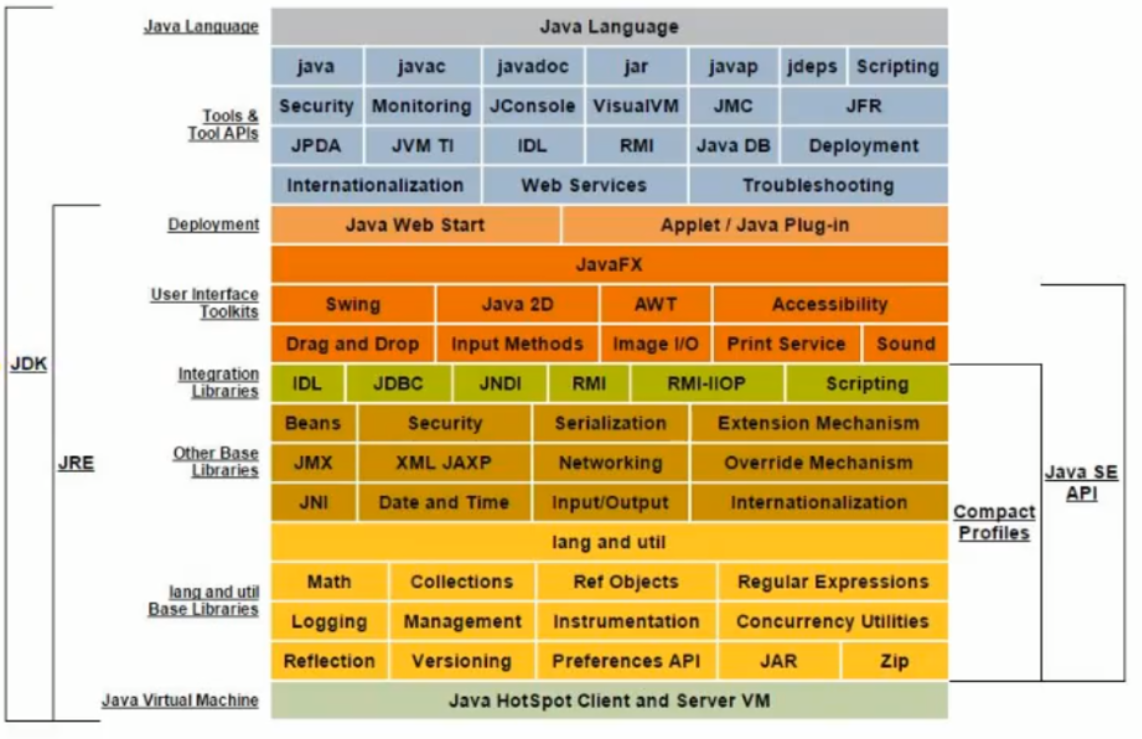 Java Language
Java Language
java javac javadoc jar javap jdeps Scripting
Tools &
Tool APIs
Security Monitoring JConsole VisualVM JMC JFR
JPDA JVM TI IDL RMI Java DB Deployment
Internationalization Web Services Troubleshooting
Deployment
Java Web Start Applet / Java Plug-in
JavaFX
User Interface
Toolkits
Swing Java 2D AWT Accessibility
Drag and Drop Input Methods Image I/O Print Service Sound
JDK
Integration
Libraries
IDL JDBC JNDI RMI RMI-IIOP Scripting
Beans Security Serialization Extension Mechanism
JRE
Other Base
Libraries
JMX XML JAXP Networking Override Mechanism
Java SE
API
JNI Date and Time Input/Output Internationalization
Compact
Profiles
lang and util
lang and util
Base Libraries
Math Collections Ref Objects Regular Expressions
Logging Management Instrumentation Concurrency Utilities
Reflection Versioning Preferences API JAR Zip
Java Virtual Machine
Java HotSpot Client and Server VM